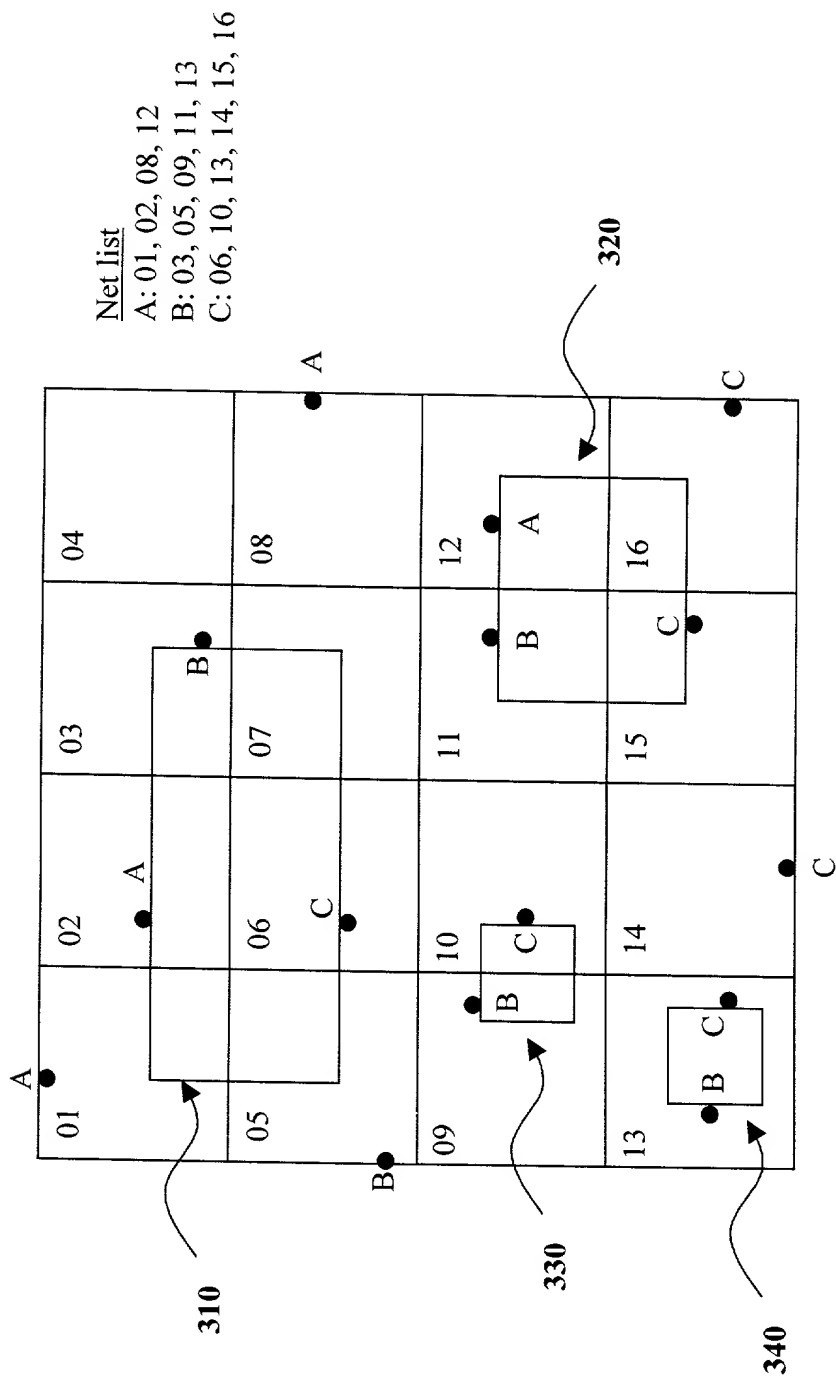 A
01 02 03 04
A
B
05 06 07 08
310
C
A
B
09 10 11 12
B C B A
330
320
13 14 15 16
C
B C
C
340
C
Net list
A: 01, 02, 08, 12
B: 03, 05, 09, 11, 13
C: 06, 10, 13, 14, 15, 16